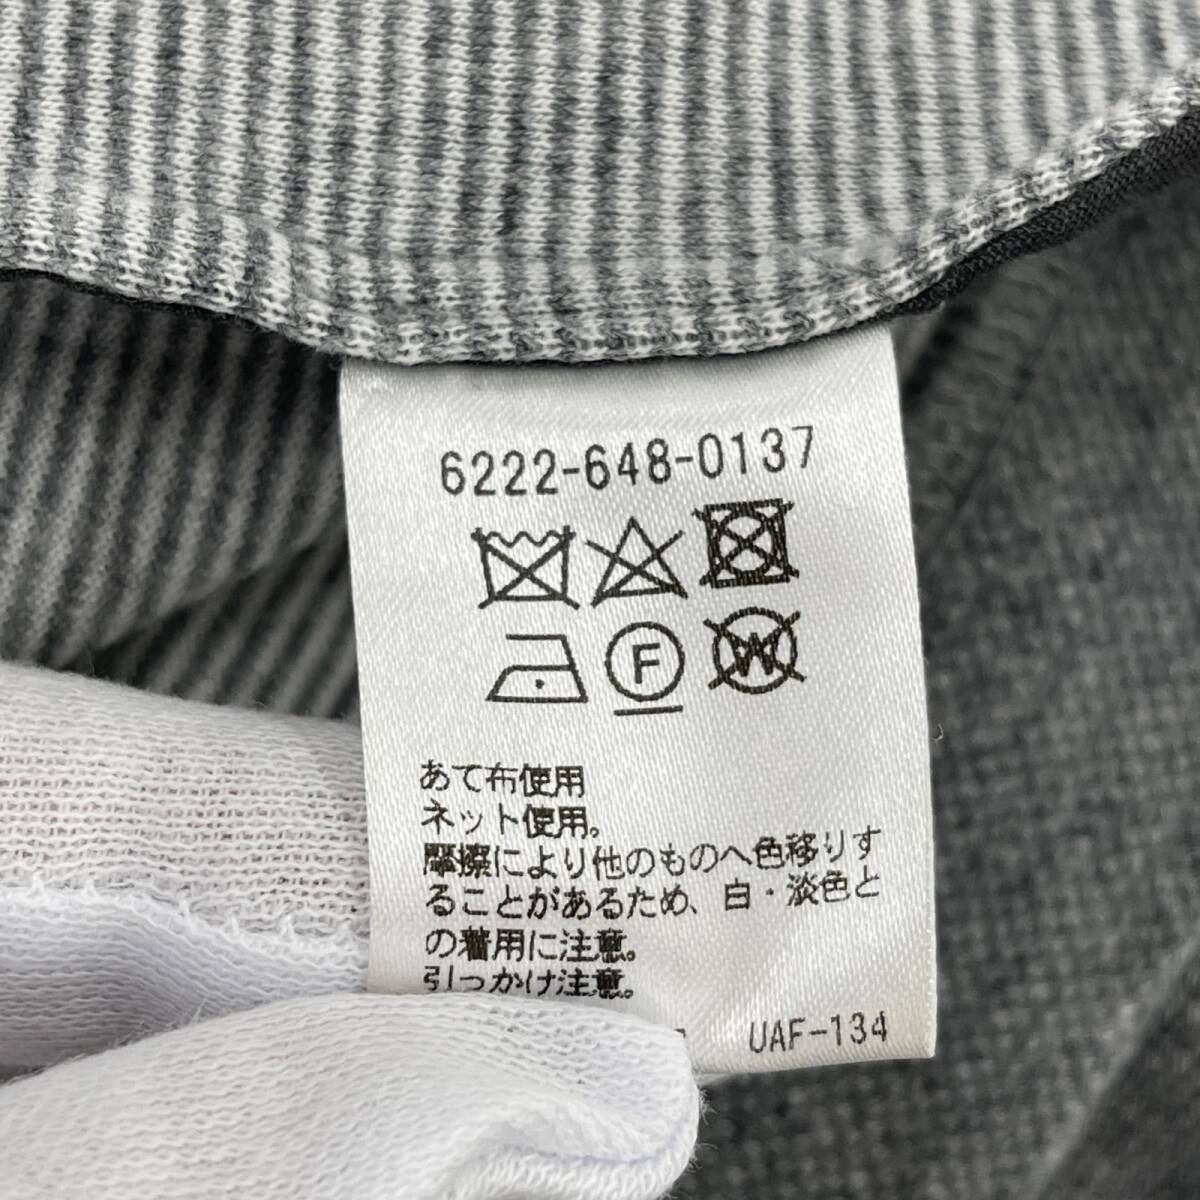 6222-648-0137
F
W
あて布使用
ネット使用。
摩擦により他のものへ色移りす
ることがあるため、白・淡色と
の着用に注意。
引っかけ注意。
UAF-134